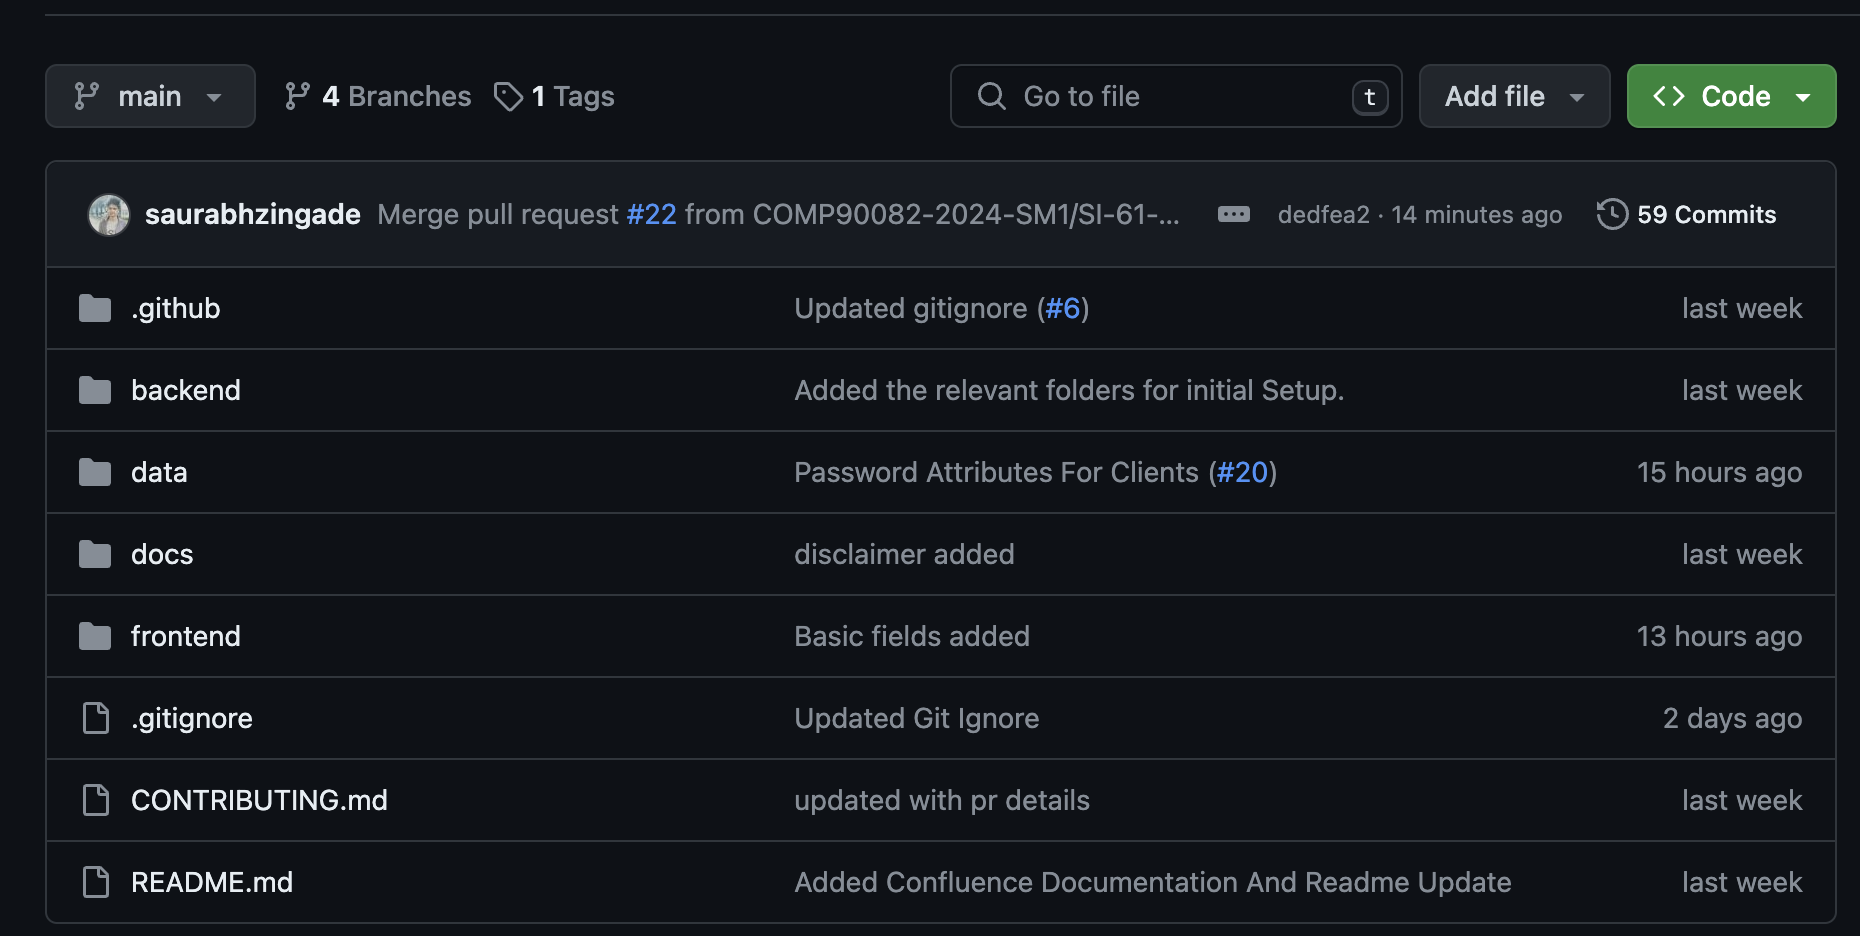 main 4 Branches 1 Tags Go to file t Add file Code
saurabhzingade Merge pull request #22 from COMP90082-2024-SM1/SI-61-... dedfea2 · 14 minutes ago 59 Commits
.github Updated gitignore (#6) last week
backend Added the relevant folders for initial Setup. last week
data Password Attributes For Clients (#20) 15 hours ago
docs disclaimer added last week
frontend Basic fields added 13 hours ago
.gitignore Updated Git Ignore 2 days ago
CONTRIBUTING.md updated with pr details last week
README.md Added Confluence Documentation And Readme Update last week